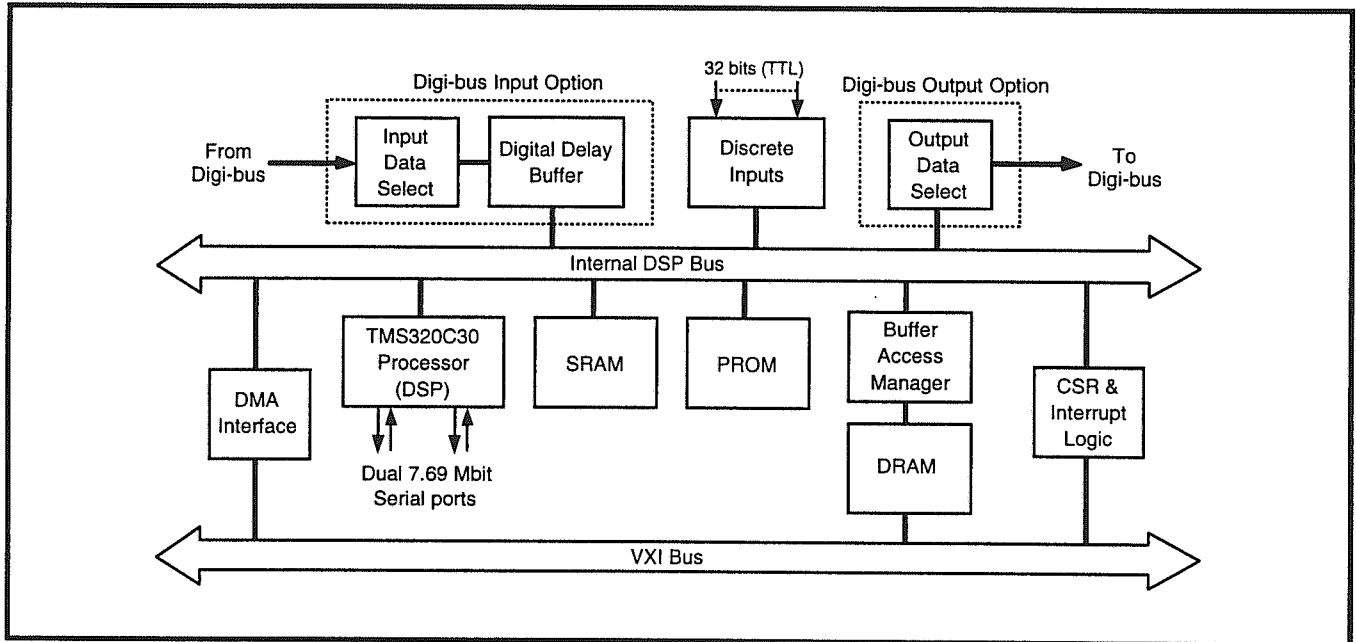 32 bits (TTL)
Digi-bus Input Option
Digi-bus Output Option
From
Digi-bus
Input
Data
Select
Digital Delay
Buffer
Discrete
Inputs
Output
Data
Select
To
Digi-bus
Internal DSP Bus
DMA
Interface
TMS320C30
Processor
(DSP)
Dual 7.69 Mbit
Serial ports
SRAM
PROM
Buffer
Access
Manager
DRAM
CSR &
Interrupt
Logic
VXI Bus